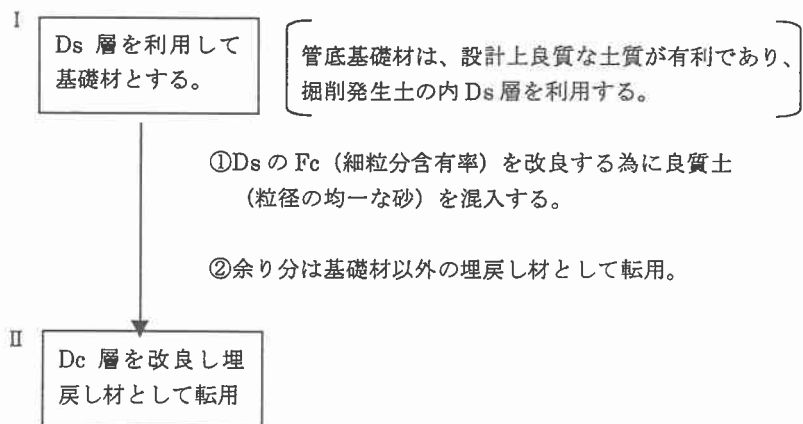 Ⅰ
Ds 層を利用して
基礎材とする。
管底基礎材は、設計上良質な土質が有利であり、
掘削発生土の内 Ds 層を利用する。
①Ds の Fc（細粒分含有率）を改良する為に良質土
（粒径の均一な砂）を混入する。
②余り分は基礎材以外の埋戻し材として転用。
Ⅱ
Dc 層を改良し埋
戻し材として転用